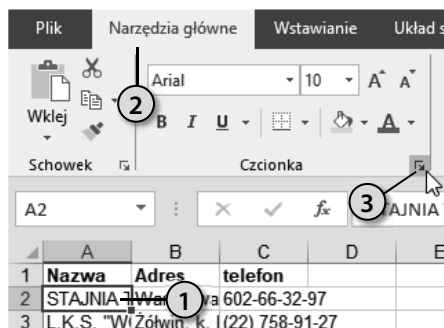 Plik Narzędzia główne Wstawianie Układ s
Arial 10 A A
Wklej B I U A
2
Schowek Czcionka
3
A2 fx AJNIA
A B C D E
1 Nazwa Adres telefon
2 STAJNIA 1 602-66-32-97
3 L.K.S. "W Żółwin, k. (22) 758-91-27